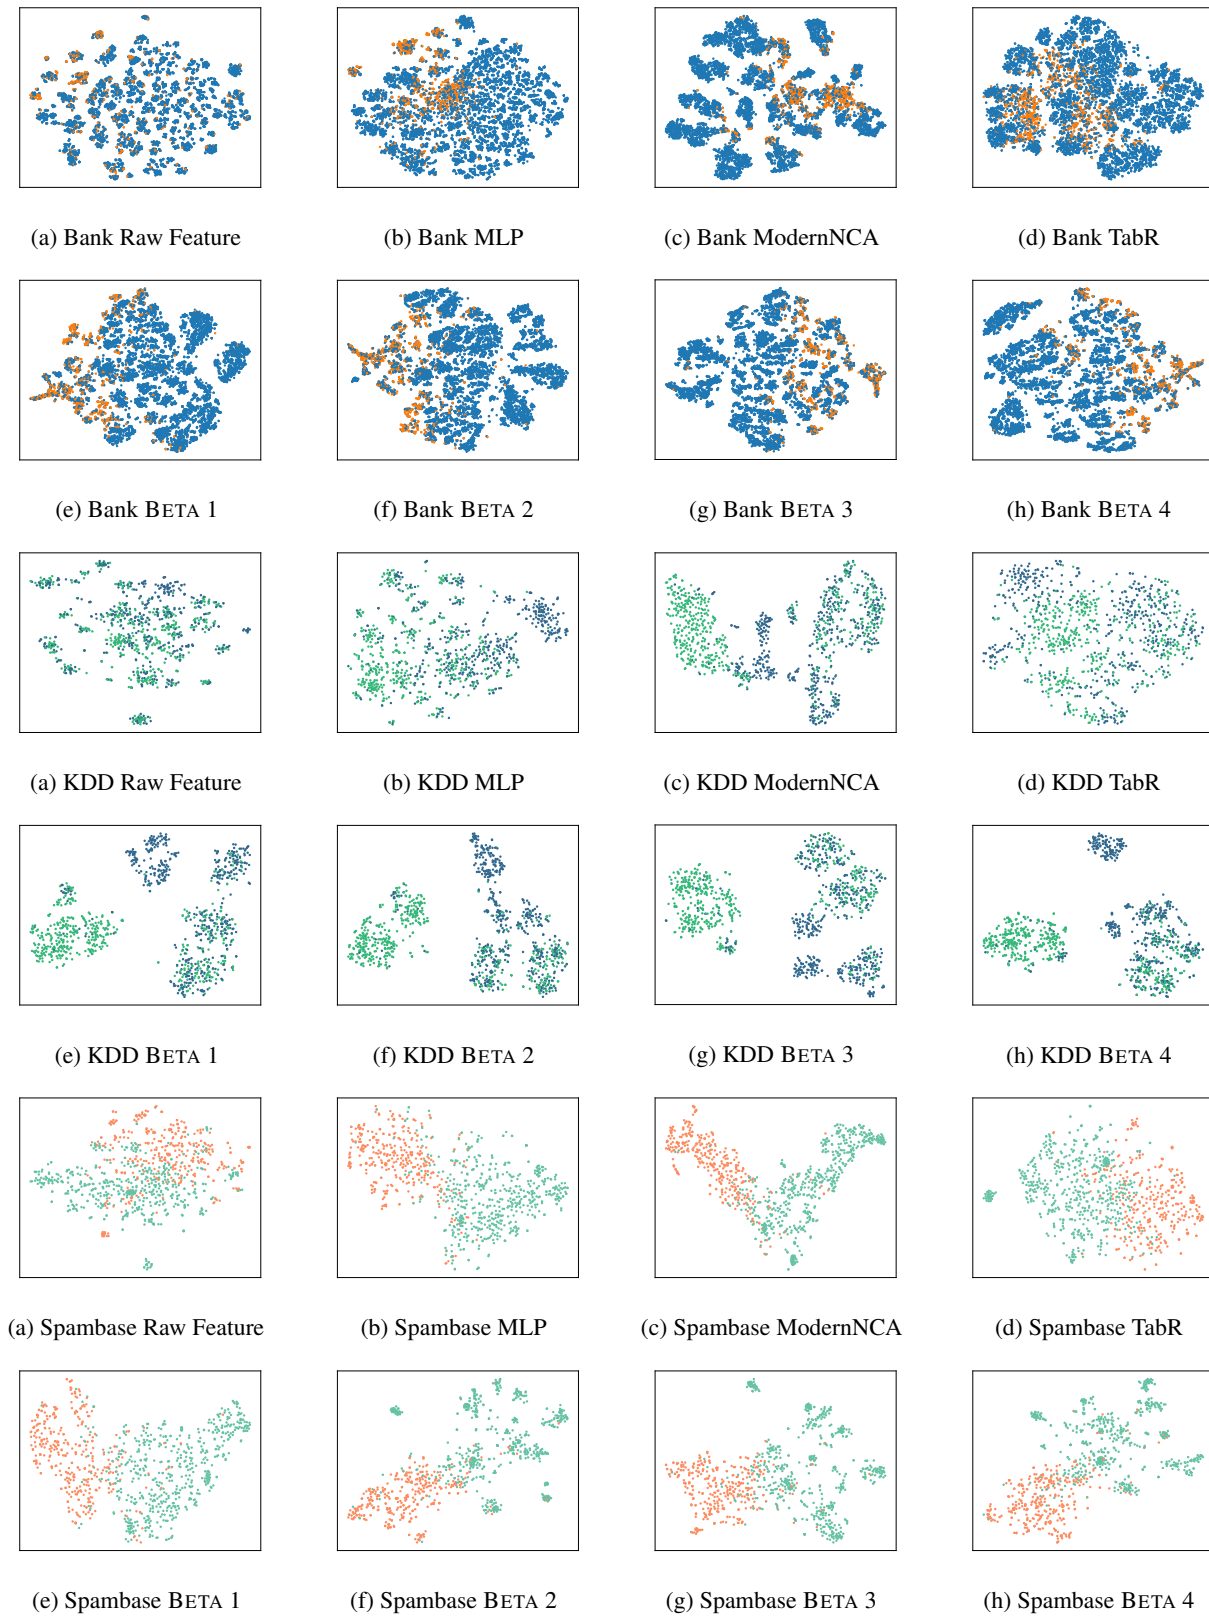 (a) Bank Raw Feature
(b) Bank MLP
(c) Bank ModernNCA
(d) Bank TabR
(e) Bank BETA 1
(f) Bank BETA 2
(g) Bank BETA 3
(h) Bank BETA 4
(a) KDD Raw Feature
(b) KDD MLP
(c) KDD ModernNCA
(d) KDD TabR
(e) KDD BETA 1
(f) KDD BETA 2
(g) KDD BETA 3
(h) KDD BETA 4
(a) Spambase Raw Feature
(b) Spambase MLP
(c) Spambase ModernNCA
(d) Spambase TabR
(e) Spambase BETA 1
(f) Spambase BETA 2
(g) Spambase BETA 3
(h) Spambase BETA 4